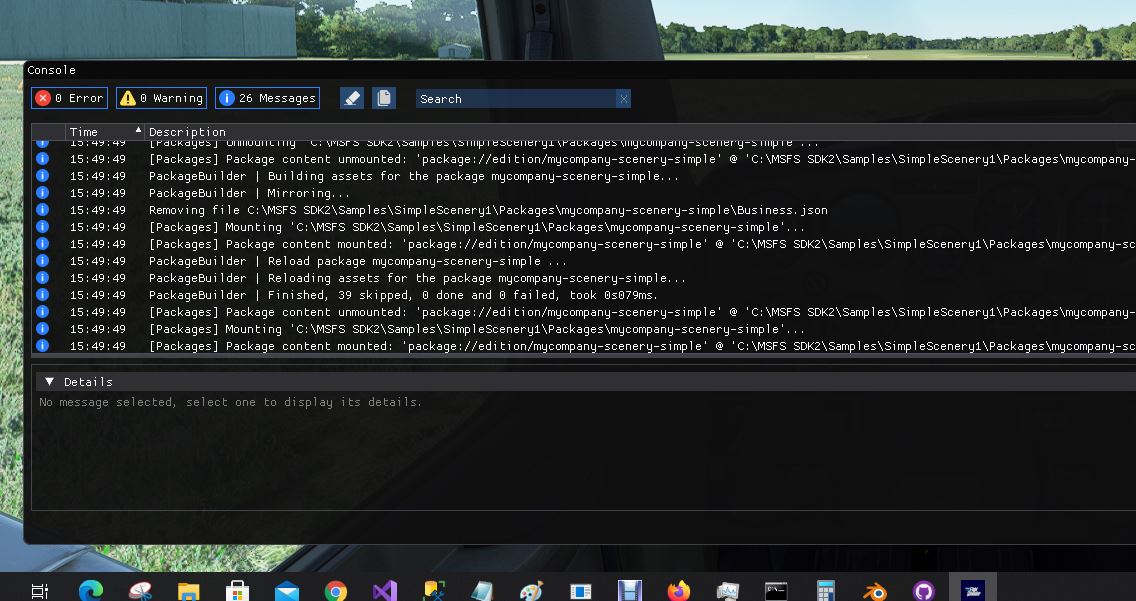 Console
0 Error 0 Warning 26 Messages Search X
Time Description
15:49:49 [Packages] Unmounting 'C:\MSFS SDK2\Samples\SimpleScenery1\Packages\mycompany-scenery-simple'...
15:49:49 [Packages] Package content unmounted: 'package://edition/mycompany-scenery-simple' @ 'C:\MSFS SDK2\Samples\SimpleScenery1\Packages\mycompany-
15:49:49 PackageBuilder | Building assets for the package mycompany-scenery-simple...
15:49:49 PackageBuilder | Mirroring...
15:49:49 Removing file C:\MSFS SDK2\Samples\SimpleScenery1\Packages\mycompany-scenery-simple\Business.json
15:49:49 [Packages] Mounting 'C:\MSFS SDK2\Samples\SimpleScenery1\Packages\mycompany-scenery-simple'...
15:49:49 [Packages] Package content mounted: 'package://edition/mycompany-scenery-simple' @ 'C:\MSFS SDK2\Samples\SimpleScenery1\Packages\mycompany-sc
15:49:49 PackageBuilder | Reload package mycompany-scenery-simple ...
15:49:49 PackageBuilder | Reloading assets for the package mycompany-scenery-simple...
15:49:49 PackageBuilder | Finished, 39 skipped, 0 done and 0 failed, took 0s079ms.
15:49:49 [Packages] Package content unmounted: 'package://edition/mycompany-scenery-simple' @ 'C:\MSFS SDK2\Samples\SimpleScenery1\Packages\mycompany-
15:49:49 [Packages] Mounting 'C:\MSFS SDK2\Samples\SimpleScenery1\Packages\mycompany-scenery-simple'...
15:49:49 [Packages] Package content mounted: 'package://edition/mycompany-scenery-simple' @ 'C:\MSFS SDK2\Samples\SimpleScenery1\Packages\mycompany-sc
Details
No message selected, select one to display its details.